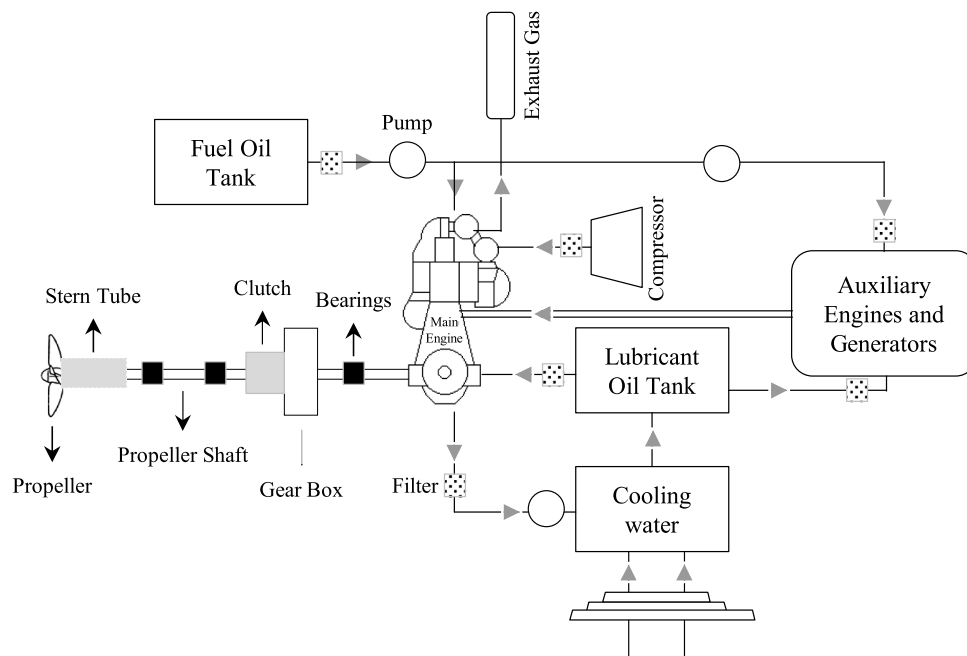 Exhaust Gas
Pump
Fuel Oil
Tank
Compressor
Auxiliary
Engines and
Generators
Stern Tube
Clutch
Bearings
Main
Engine
Lubricant
Oil Tank
Propeller
Propeller Shaft
Gear Box
Filter
Cooling
water